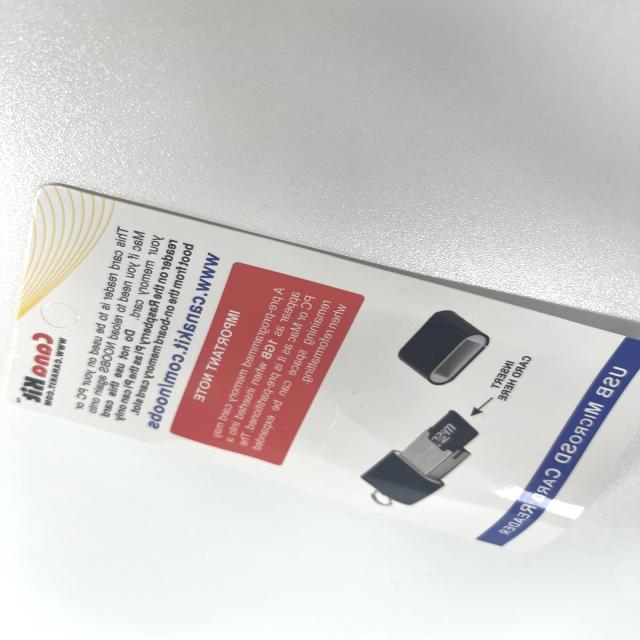 USB MICROSD CARD READER
INSERT
CARD HERE
IMPORTANT NOTE
A pre-programmed memory card may
appear as 1GB when inserted into a
PC or Mac as it is pre-partitioned. The
remaining space can be expanded
when reformatting.
www.canakit.com/noobs
This card reader is to be used on your PC or
Mac if you need to reload NOOBS again onto
your memory card. Do not use this card
reader on the Raspberry Pi as the Pi can only
boot from the on-board memory card slot.
CanaKit
WWW.CANAKIT.COM